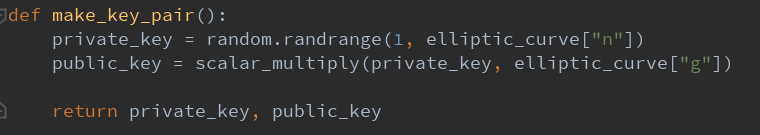 def make_key_pair():
    private_key = random.randrange(1, elliptic_curve["n"])
    public_key = scalar_multiply(private_key, elliptic_curve["g"])
    return private_key, public_key